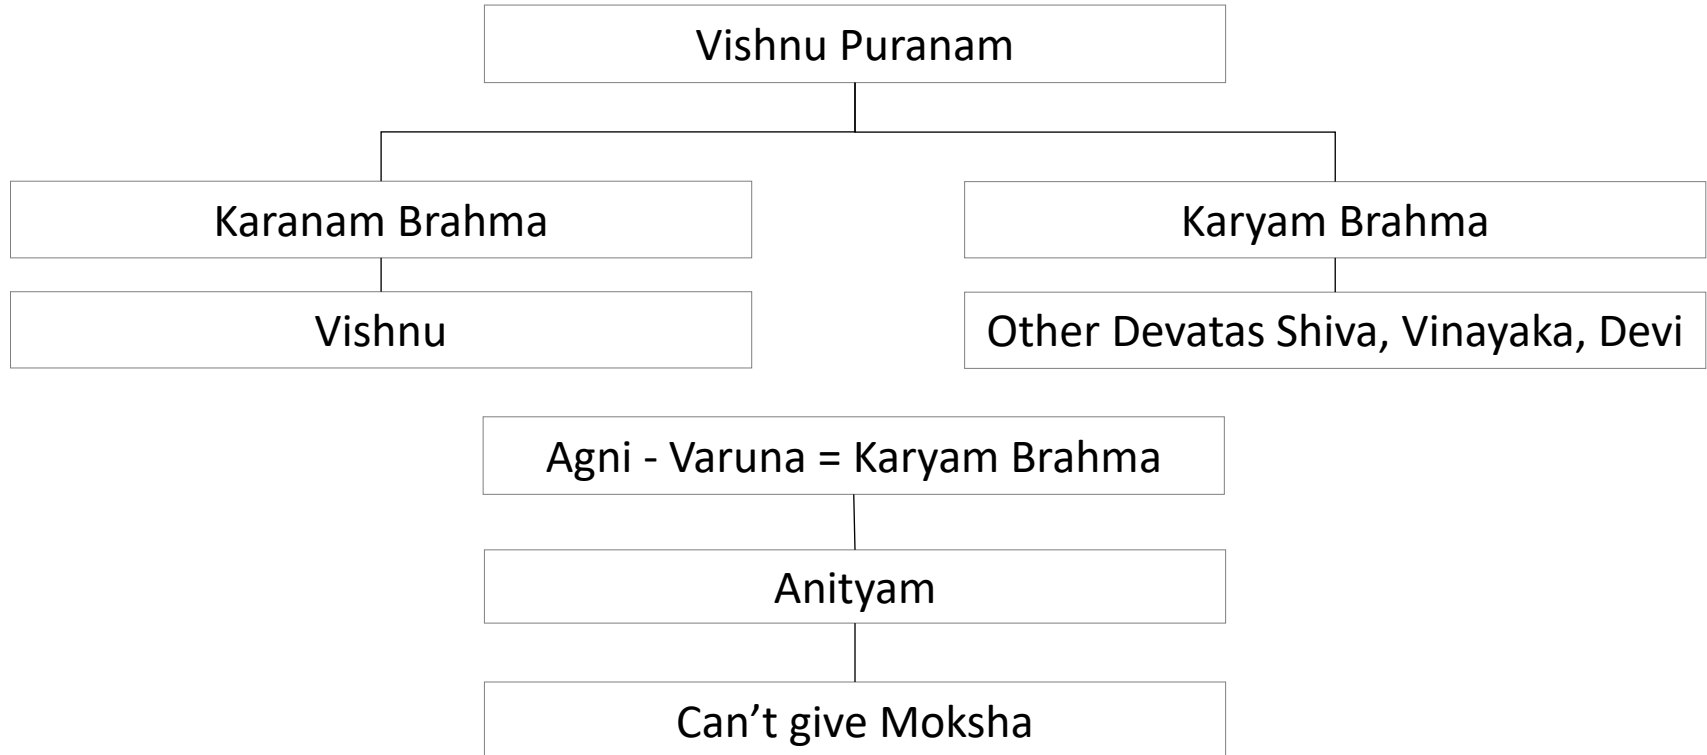 Vishnu Puranam
Karanam Brahma
Karyam Brahma
Vishnu
Other Devatas Shiva, Vinayaka, Devi
Agni - Varuna = Karyam Brahma
Anityam
Can’t give Moksha